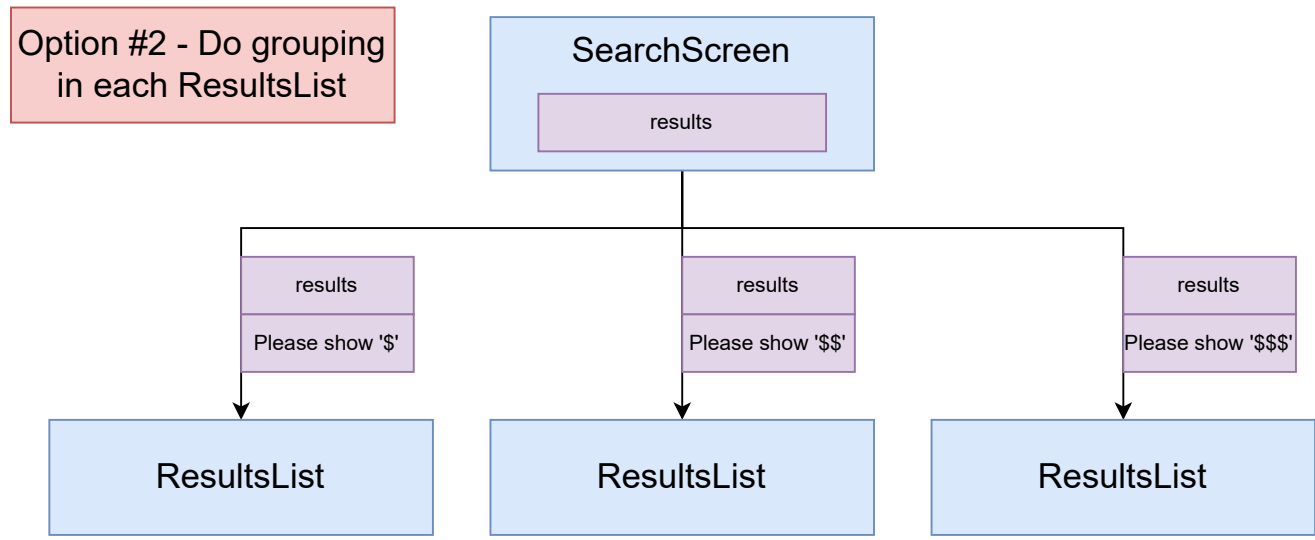 Option #2 - Do grouping
in each ResultsList
SearchScreen
results
results
Please show '$'
results
Please show '$$'
results
Please show '$$$'
ResultsList
ResultsList
ResultsList